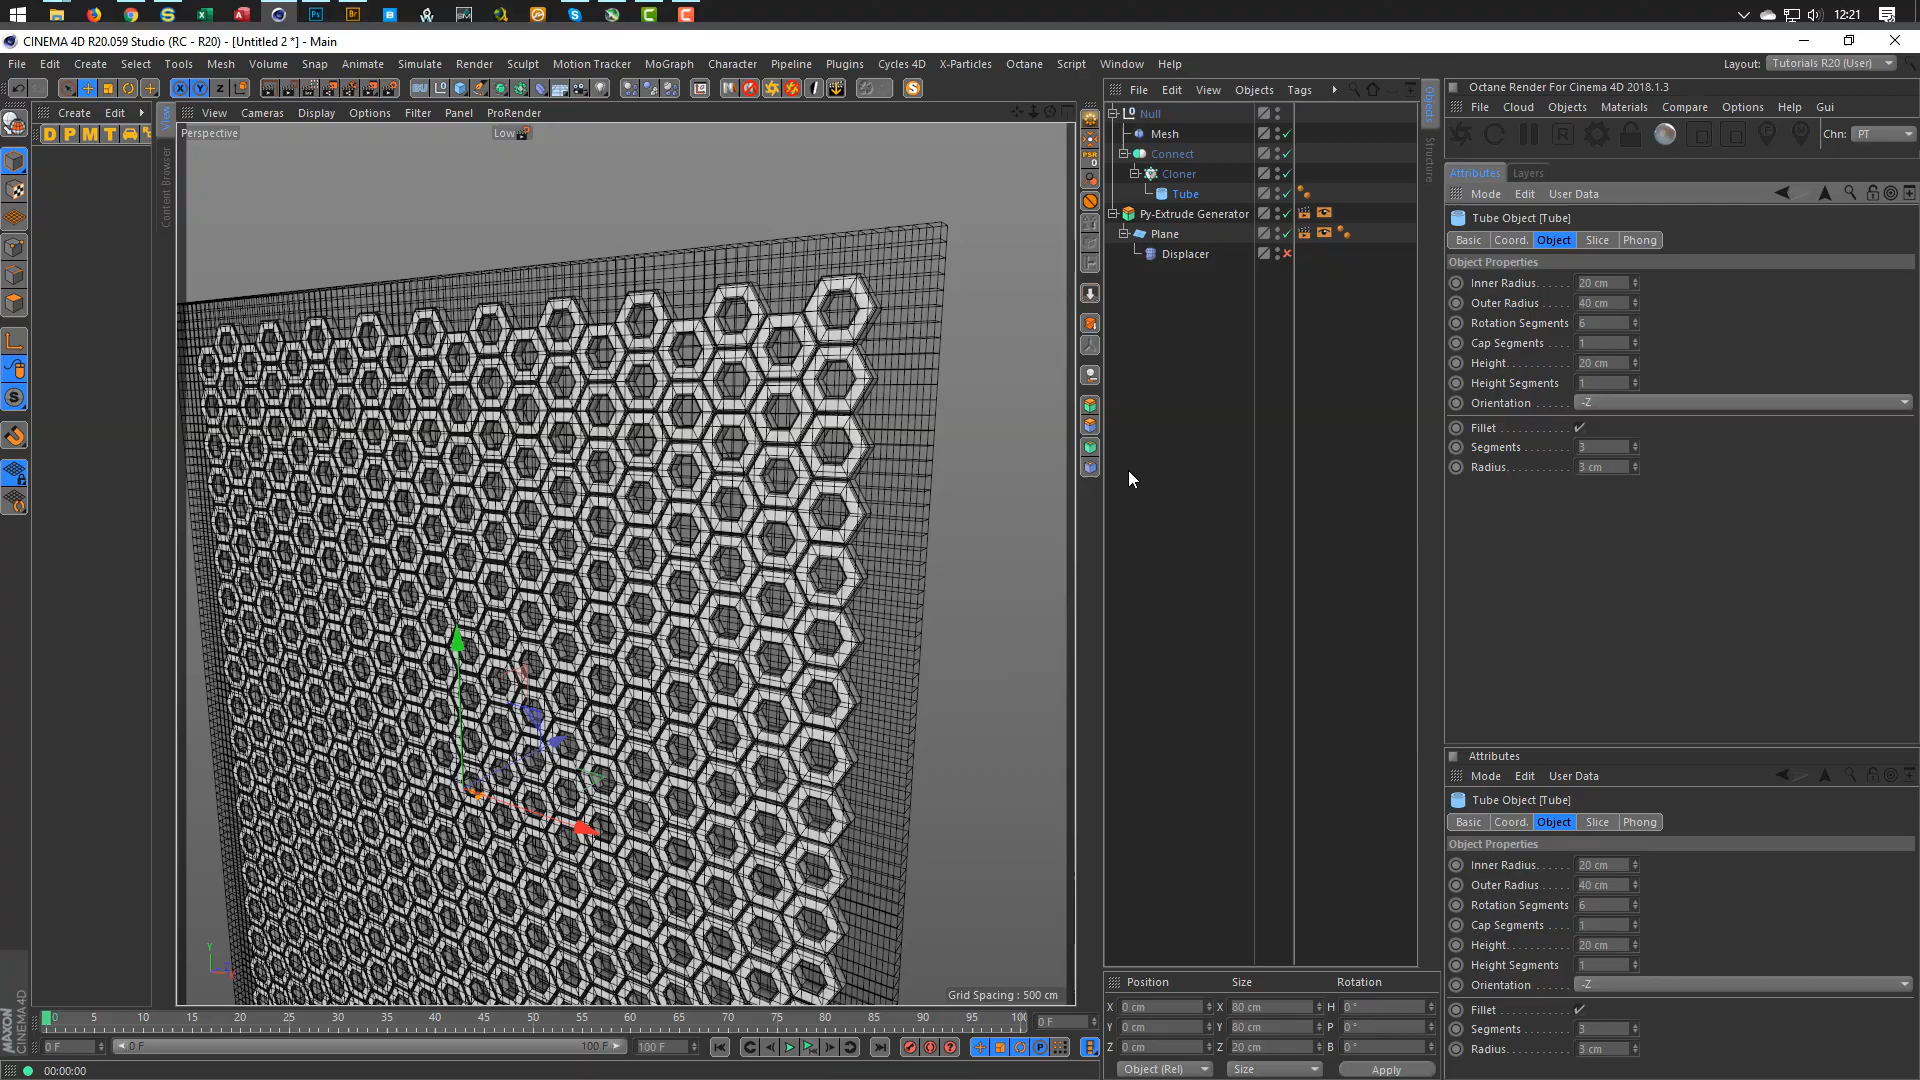 12:21
CINEMA 4D R20.059 Studio (RC - R20) - [Untitled 2 *] - Main
File Edit Create Select Tools Mesh Volume Snap Animate Simulate Render Sculpt Motion Tracker MoGraph Character Pipeline Plugins Cycles 4D X-Particles Octane Script Window Help Layout: Tutorials R20 (User)
Create Edit
View Cameras Display Options Filter Panel ProRender
File Edit View Objects Tags
Octane Render For Cinema 4D 2018.1.3
File Cloud Objects Materials Compare Options Help Gui
Chn: PT
D P M T
View
Content Browser
Perspective
Low
PSR
0
Null
Mesh
Connect
Cloner
Tube
Py-Extrude Generator
Plane
Displacer
Objects
Structure
Attributes Layers
Mode Edit User Data
Tube Object [Tube]
Basic Coord. Object Slice Phong
Object Properties
Inner Radius 20 cm
Outer Radius 40 cm
Rotation Segments 6
Cap Segments 1
Height 20 cm
Height Segments 1
Orientation -Z
Fillet
Segments 3
Radius 3 cm
Attributes
Mode Edit User Data
Tube Object [Tube]
Basic Coord. Object Slice Phong
Object Properties
Inner Radius 20 cm
Outer Radius 40 cm
Rotation Segments 6
Cap Segments 1
Height 20 cm
Height Segments 1
Orientation -Z
Fillet
Segments 3
Radius 3 cm
Y
Grid Spacing : 500 cm
0 5 10 15 20 25 30 35 40 45 50 55 60 65 70 75 80 85 90 95 100
0 F
0 F 0 F 100 F 100 F
Position Size Rotation
X 0 cm X 80 cm H 0 °
Y 0 cm Y 80 cm P 0 °
Z 0 cm Z 20 cm B 0 °
Object (Rel) Size Apply
MAXON
CINEMA 4D
00:00:00